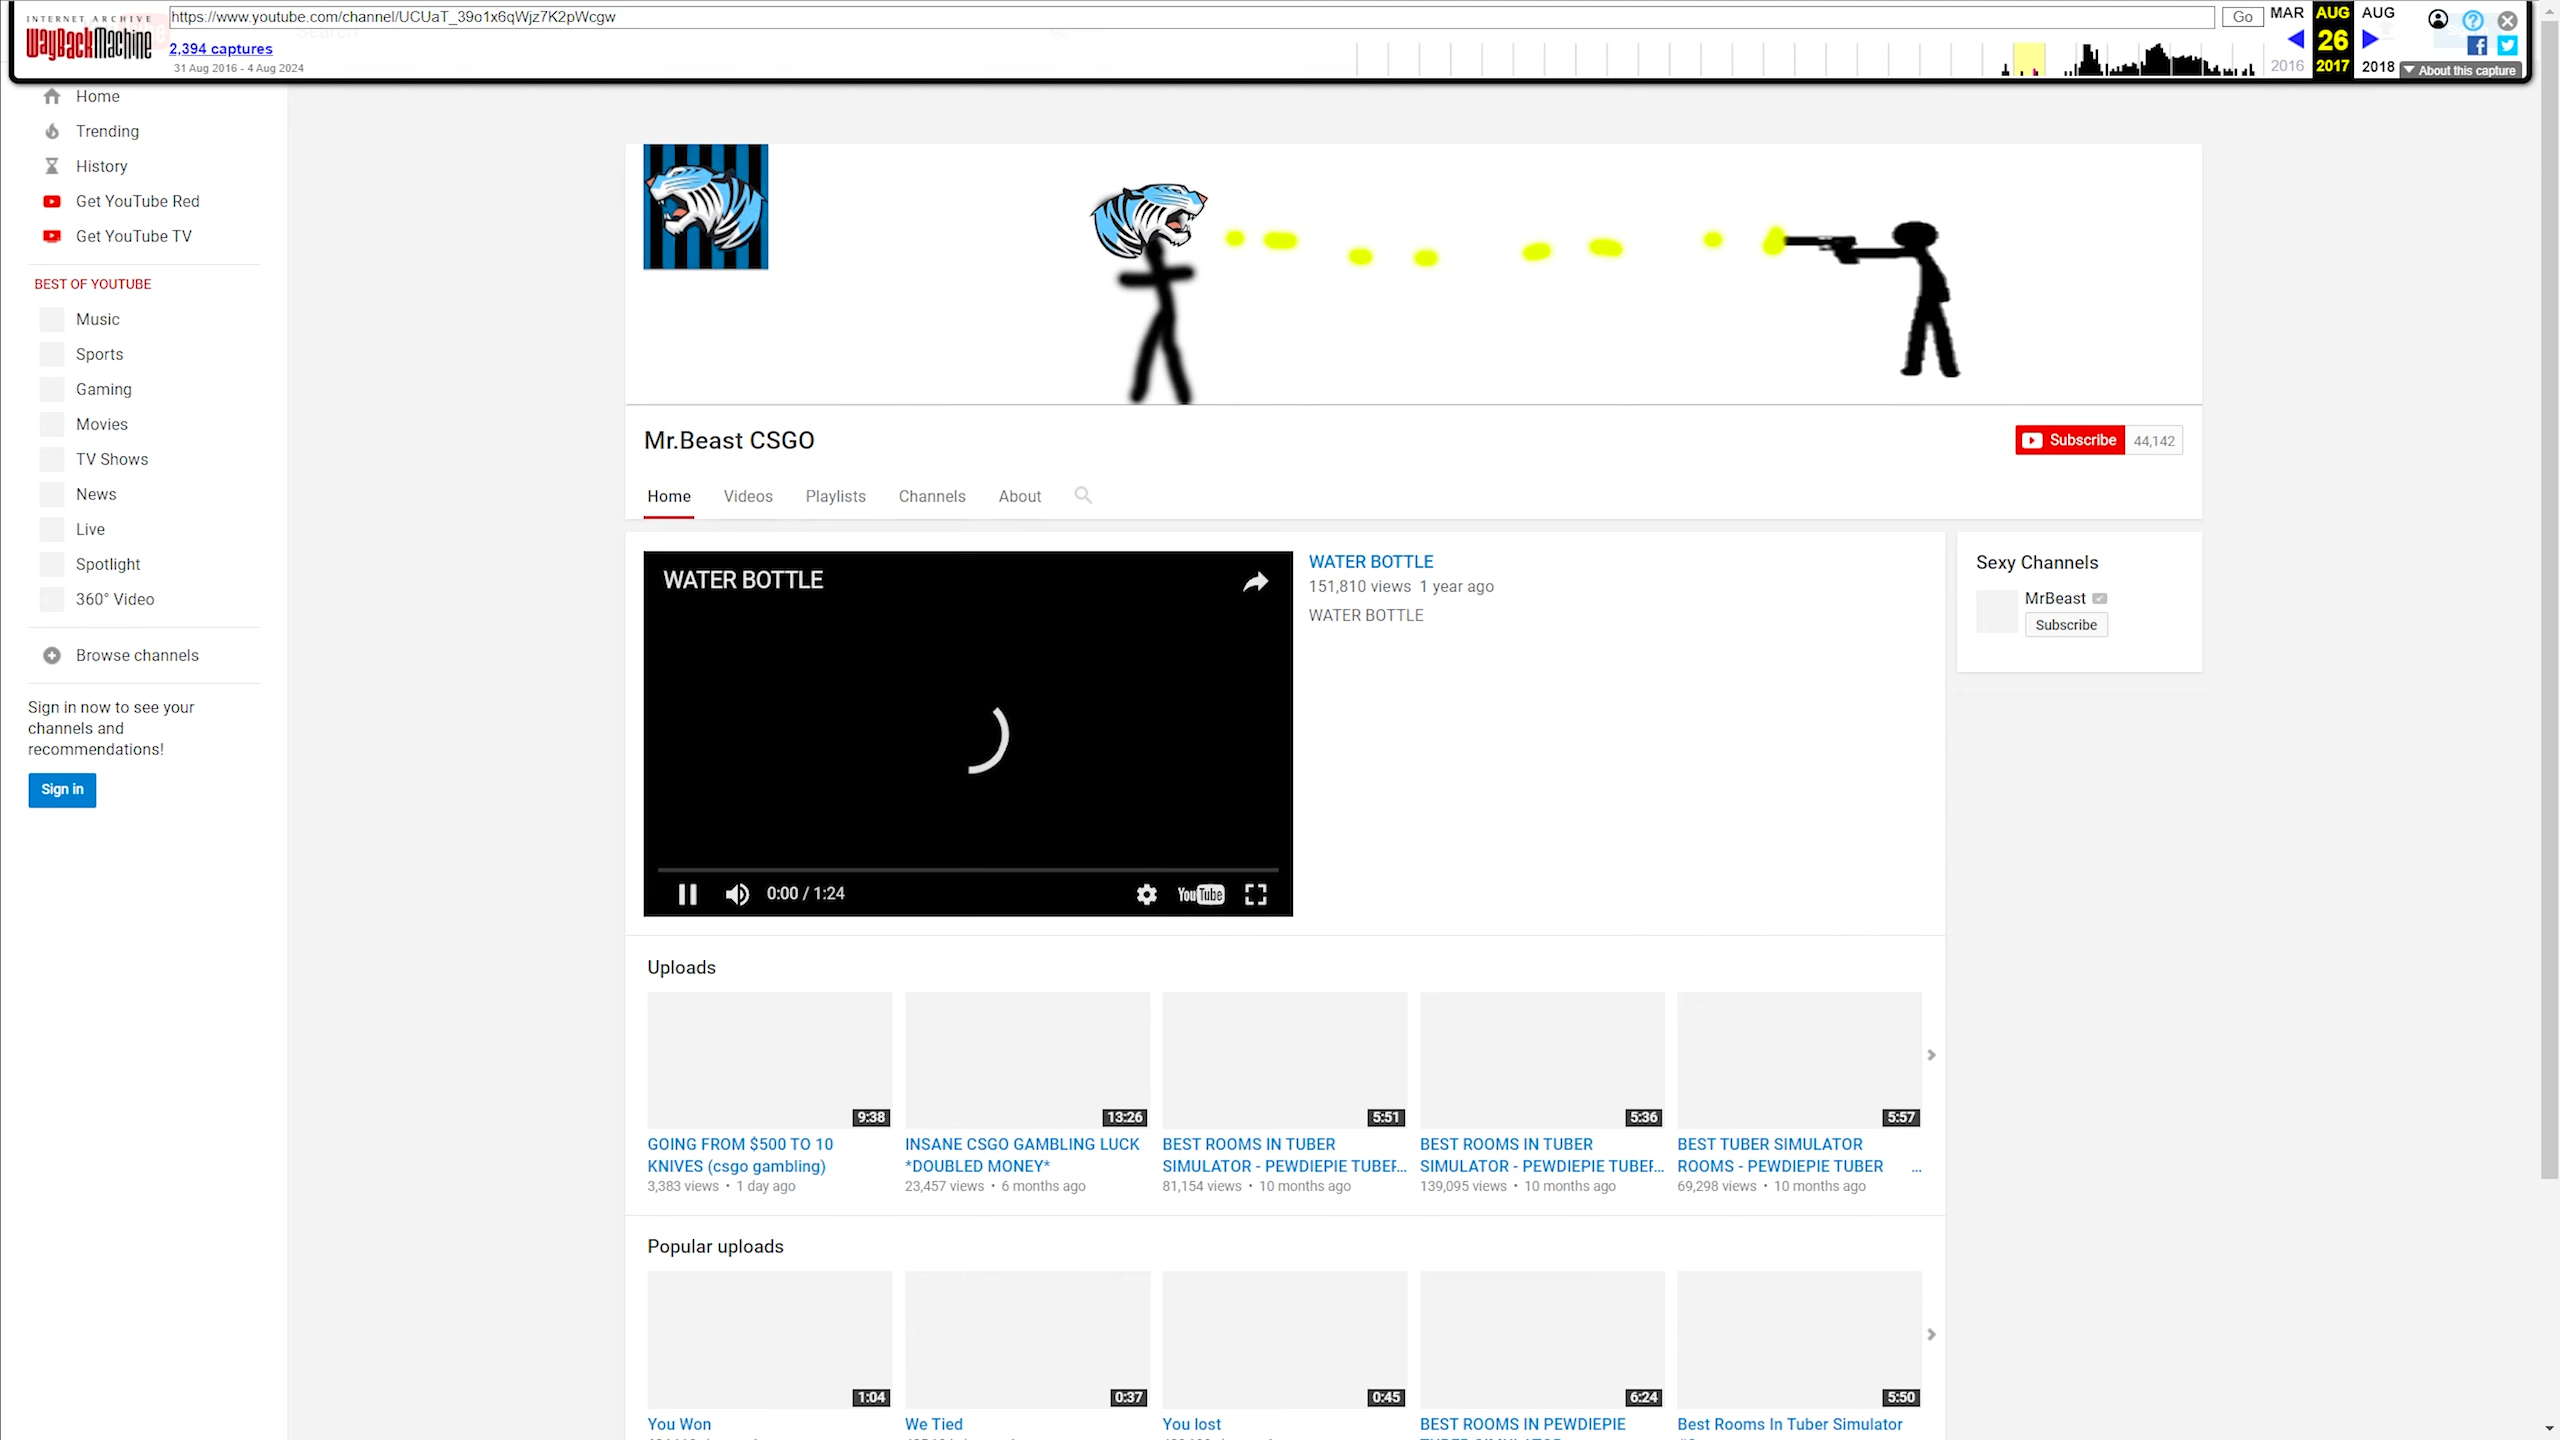 INTERNET ARCHIVE
WayBackMachine
https://www.youtube.com/channel/UCUaT_39o1x6qWjz7K2pWcgw
Go
2,394 captures
31 Aug 2016 - 4 Aug 2024
MAR
AUG
AUG
26
2016
2017
2018
About this capture
Search
Home
Trending
History
Get YouTube Red
Get YouTube TV
BEST OF YOUTUBE
Music
Sports
Gaming
Movies
TV Shows
News
Live
Spotlight
360° Video
Browse channels
Sign in now to see your
channels and
recommendations!
Sign in
Mr.Beast CSGO
Subscribe 44,142
Home Videos Playlists Channels About
WATER BOTTLE
0:00 / 1:24
YouTube
WATER BOTTLE
151,810 views 1 year ago
WATER BOTTLE
Sexy Channels
MrBeast
Subscribe
Uploads
9:38
GOING FROM $500 TO 10
KNIVES (csgo gambling)
3,383 views • 1 day ago
13:26
INSANE CSGO GAMBLING LUCK
*DOUBLED MONEY*
23,457 views • 6 months ago
5:51
BEST ROOMS IN TUBER
SIMULATOR - PEWDIEPIE TUBER...
81,154 views • 10 months ago
5:36
BEST ROOMS IN TUBER
SIMULATOR - PEWDIEPIE TUBER...
139,095 views • 10 months ago
5:57
BEST TUBER SIMULATOR
ROOMS - PEWDIEPIE TUBER ...
69,298 views • 10 months ago
Popular uploads
1:04
You Won
0:37
We Tied
0:45
You lost
6:24
BEST ROOMS IN PEWDIEPIE
5:50
Best Rooms In Tuber Simulator